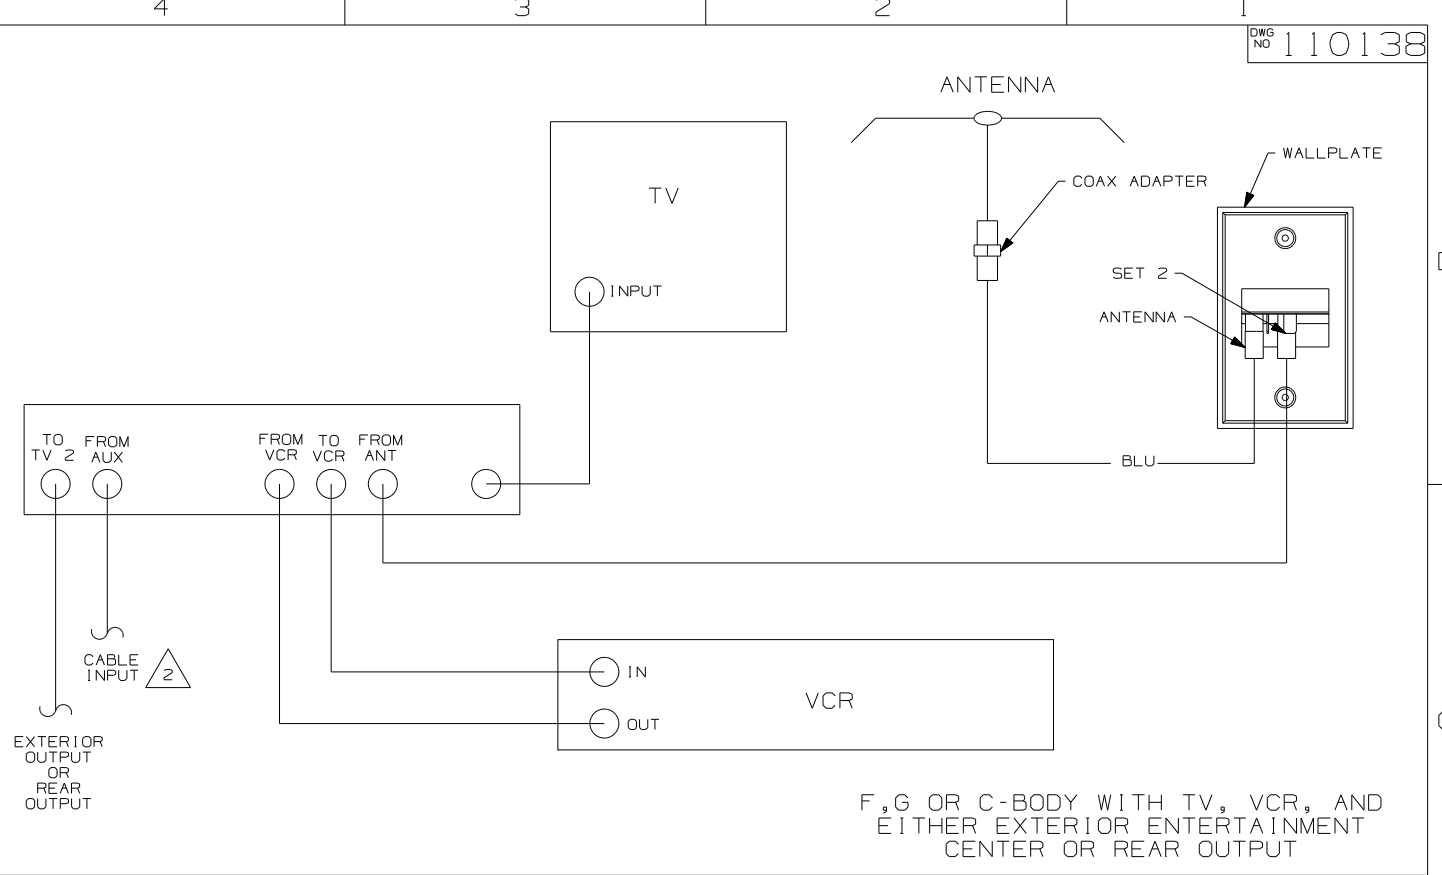 4 3 2 1
DWG
NO 110138
ANTENNA
WALLPLATE
COAX ADAPTER
TV
SET 2
INPUT
ANTENNA
TO
TV 2
FROM
AUX
FROM
VCR
TO
VCR
FROM
ANT
BLU
CABLE
INPUT
2
IN
VCR
OUT
EXTERIOR
OUTPUT
OR
REAR
OUTPUT
F,G OR C-BODY WITH TV, VCR, AND
EITHER EXTERIOR ENTERTAINMENT
CENTER OR REAR OUTPUT